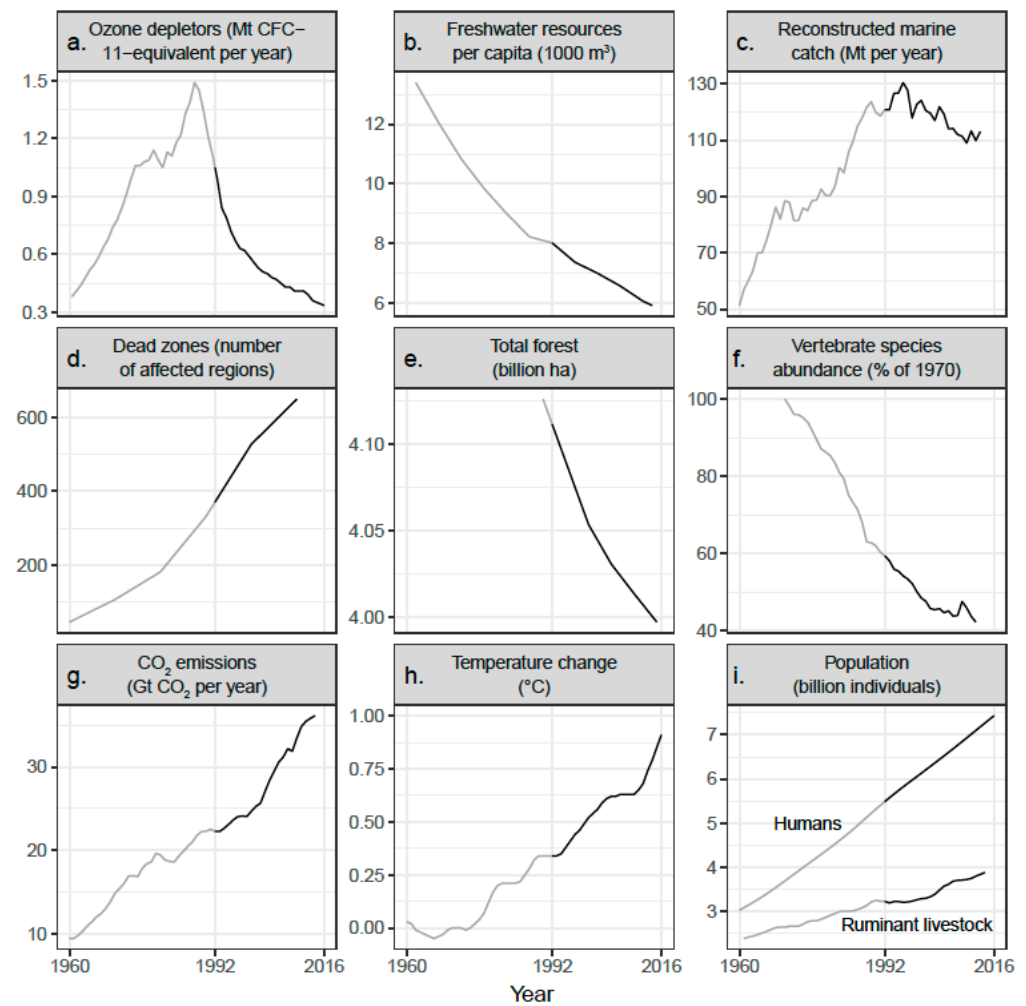 a. Ozone depletors (Mt CFC−
11−equivalent per year)
b. Freshwater resources
per capita (1000 m³)
c. Reconstructed marine
catch (Mt per year)
1.5
1.2
0.9
0.6
0.3
12
10
8
6
130
110
90
70
50
d. Dead zones (number
of affected regions)
e. Total forest
(billion ha)
f. Vertebrate species
abundance (% of 1970)
600
400
200
4.10
4.05
4.00
100
80
60
40
g. CO₂ emissions
(Gt CO₂ per year)
h. Temperature change
(°C)
i. Population
(billion individuals)
30
20
10
1.00
0.75
0.50
0.25
0.00
7
6
5
4
3
Humans
Ruminant livestock
1960 1992 2016
1960 1992 2016
1960 1992 2016
Year